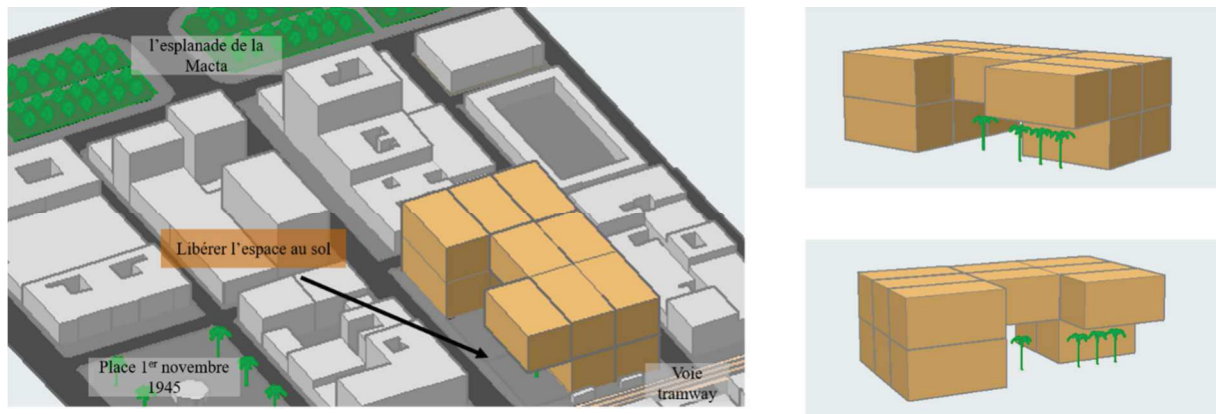 l’esplanade de la
Macta
Libérer l’espace au sol
Place 1er novembre
1945
Voie
tramway